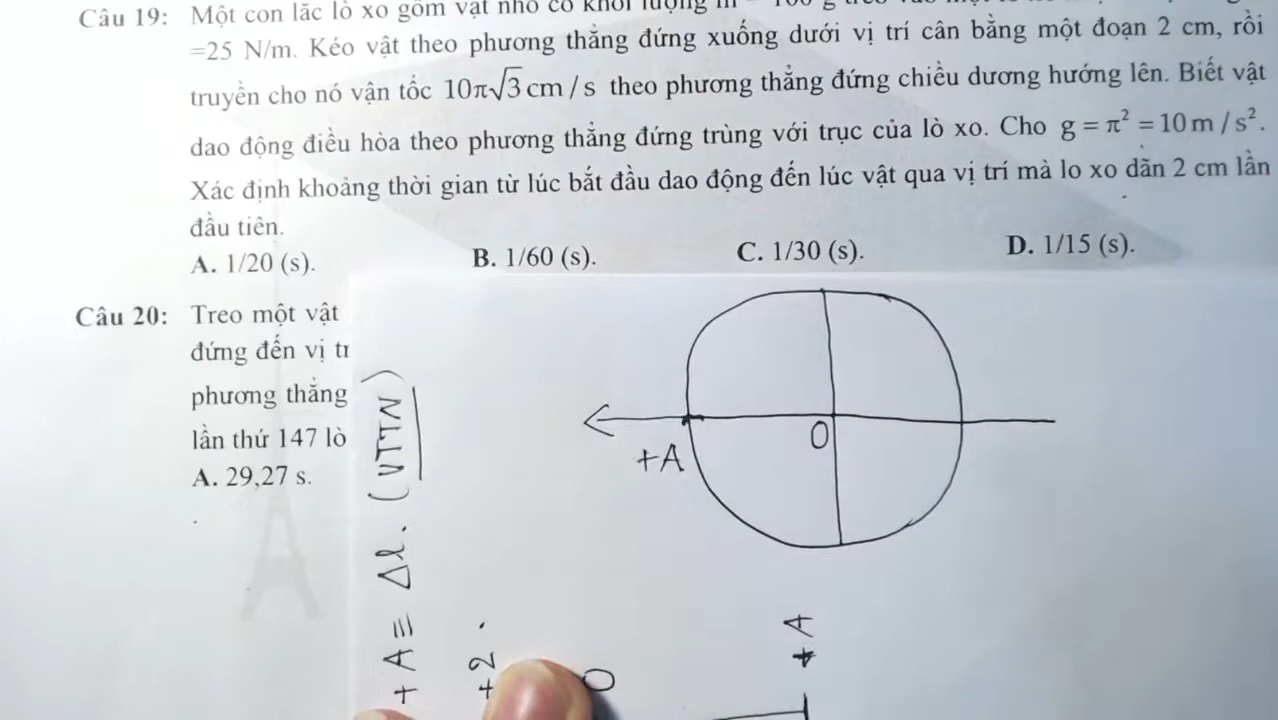 Câu 19: Một con lắc lò xo gồm vật nhỏ có khối lượng m
=25 N/m. Kéo vật theo phương thẳng đứng xuống dưới vị trí cân bằng một đoạn 2 cm, rồi
truyền cho nó vận tốc 10π√3 cm/s theo phương thẳng đứng chiều dương hướng lên. Biết vật
dao động điều hòa theo phương thẳng đứng trùng với trục của lò xo. Cho g = π² = 10 m/s².
Xác định khoảng thời gian từ lúc bắt đầu dao động đến lúc vật qua vị trí mà lo xo dãn 2 cm lần
đầu tiên.
A. 1/20 (s). B. 1/60 (s). C. 1/30 (s). D. 1/15 (s).
Câu 20: Treo một vật
đứng đến vị tr
phương thẳng
lần thứ 147 lò
A. 29,27 s.
+A
O
+A ≡ Δl. (VTTN)
+2.
O
+A